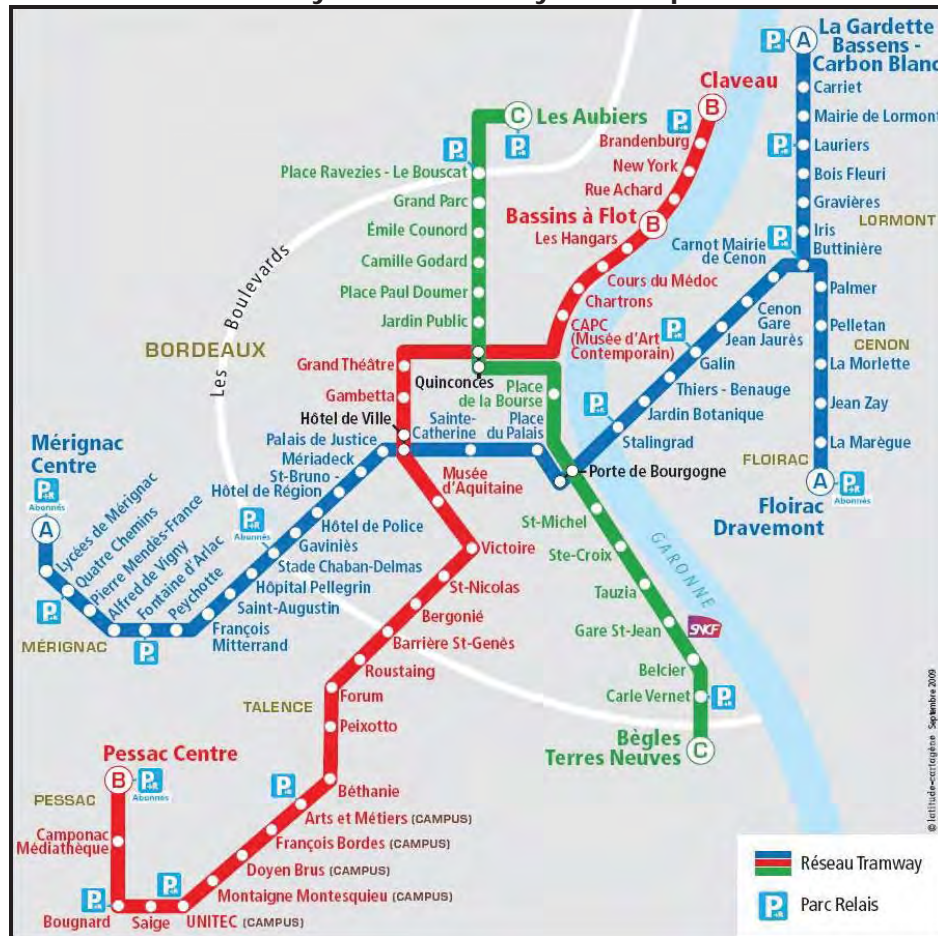 La Gardette
Bassens -
Carbon Blanc
A
P+R
Carriet
Mairie de Lormont
P+R
Lauriers
Bois Fleuri
Gravières
LORMONT
Iris
P+R
Buttinière
Carnot Mairie
de Cenon
Palmer
Pelletan
CENON
La Morlette
Jean Zay
La Marègue
FLOIRAC
A
P+R
Abonnés
Floirac
Dravemont
Cenon
Gare
Jean Jaurès
P+R
Galin
Thiers - Benauge
Jardin Botanique
P+R
Stalingrad
Porte de Bourgogne
Place
du Palais
Sainte-
Catherine
Hôtel de Ville
Palais de Justice
Mériadeck
St-Bruno -
Hôtel de Région
Hôtel de Police
Gaviniès
P+R
Abonnés
Stade Chaban-Delmas
Hôpital Pellegrin
Saint-Augustin
François
Mitterrand
Peychotte
Fontaine d'Arlac
P+R
Alfred de Vigny
Pierre Mendès-France
Quatre Chemins
P+R
Lycées de Mérignac
Mérignac
Centre
P+R
Abonnés
A
MÉRIGNAC
Claveau
B
P+R
Brandenburg
New York
Rue Achard
Bassins à Flot
B
Les Hangars
Cours du Médoc
Chartrons
CAPC
(Musée d'Art
Contemporain)
Quinconces
Grand Théâtre
Gambetta
Musée
d'Aquitaine
Victoire
St-Nicolas
Bergonié
Barrière St-Genès
Roustaing
Forum
TALENCE
Peixotto
Béthanie
P+R
Arts et Métiers (CAMPUS)
François Bordes (CAMPUS)
Doyen Brus (CAMPUS)
Montaigne Montesquieu (CAMPUS)
P+R
UNITEC (CAMPUS)
Saige
Bougnard
P+R
Camponac
Médiathèque
PESSAC
Pessac Centre
B
P+R
Abonnés
C
Les Aubiers
P+R
P+R
Place Ravezies - Le Bouscat
Grand Parc
Émile Counord
Camille Godard
Place Paul Doumer
Jardin Public
Place
de la Bourse
St-Michel
Ste-Croix
Tauzia
Gare St-Jean
SNCF
Belcier
Carle Vernet
P+R
Bègles
Terres Neuves
C
Les Boulevards
BORDEAUX
GARONNE
Réseau Tramway
P+R
Parc Relais
© latitude-cartagène Septembre 2009